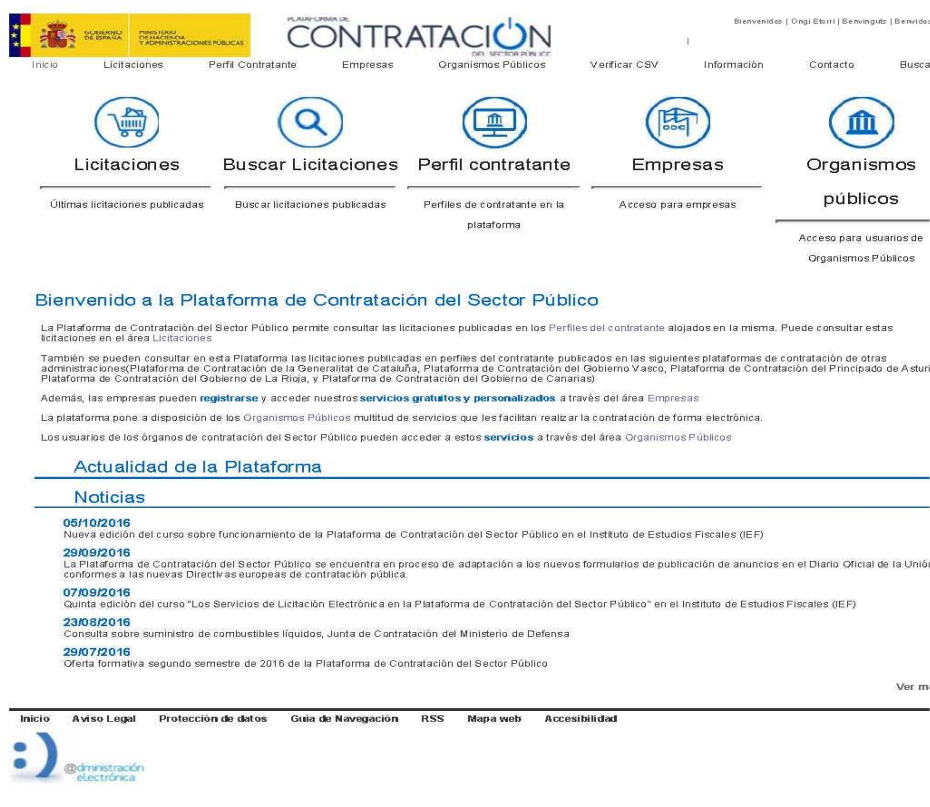 GOBIERNO
DE ESPAÑA
MINISTERIO
DE HACIENDA
Y ADMINISTRACIONES PÚBLICAS
PLATAFORMA DE
CONTRATACIÓN
DEL SECTOR PÚBLICO
Bienvenidos | Ongi Etorri | Benvinguts | Benvidos
Inicio Licitaciones Perfil Contratante Empresas Organismos Públicos Verificar CSV Información Contacto Busca
Licitaciones
Últimas licitaciones publicadas
Buscar Licitaciones
Buscar licitaciones publicadas
Perfil contratante
Perfiles de contratante en la
plataforma
Empresas
Acceso para empresas
Organismos
públicos
Acceso para usuarios de
Organismos Públicos
Bienvenido a la Plataforma de Contratación del Sector Público
La Plataforma de Contratación del Sector Público permite consultar las licitaciones publicadas en los Perfiles del contratante alojados en la misma. Puede consultar estas
licitaciones en el área Licitaciones
También se pueden consultar en esta Plataforma las licitaciones publicadas en perfiles del contratante publicados en las siguientes plataformas de contratación de otras
administraciones(Plataforma de Contratación de la Generalitat de Cataluña, Plataforma de Contratación del Gobierno Vasco, Plataforma de Contratación del Principado de Asturi
Plataforma de Contratación del Gobierno de La Rioja, y Plataforma de Contratación del Gobierno de Canarias)
Además, las empresas pueden registrarse y acceder nuestros servicios gratuitos y personalizados a través del área Empresas
La plataforma pone a disposición de los Organismos Públicos multitud de servicios que les facilitan realizar la contratación de forma electrónica.
Los usuarios de los órganos de contratación del Sector Público pueden acceder a estos servicios a través del área Organismos Públicos
Actualidad de la Plataforma
Noticias
05/10/2016
Nueva edición del curso sobre funcionamiento de la Plataforma de Contratación del Sector Público en el Instituto de Estudios Fiscales (IEF)
29/09/2016
La Plataforma de Contratación del Sector Público se encuentra en proceso de adaptación a los nuevos formularios de publicación de anuncios en el Diario Oficial de la Unión
conformes a las nuevas Directivas europeas de contratación pública.
07/09/2016
Quinta edición del curso "Los Servicios de Licitación Electrónica en la Plataforma de Contratación del Sector Público" en el Instituto de Estudios Fiscales (IEF)
23/08/2016
Consulta sobre suministro de combustibles líquidos, Junta de Contratación del Ministerio de Defensa
29/07/2016
Oferta formativa segundo semestre de 2016 de la Plataforma de Contratación del Sector Público
Ver m
Inicio Aviso Legal Protección de datos Guía de Navegación RSS Mapa web Accesibilidad
@dministración
electrónica